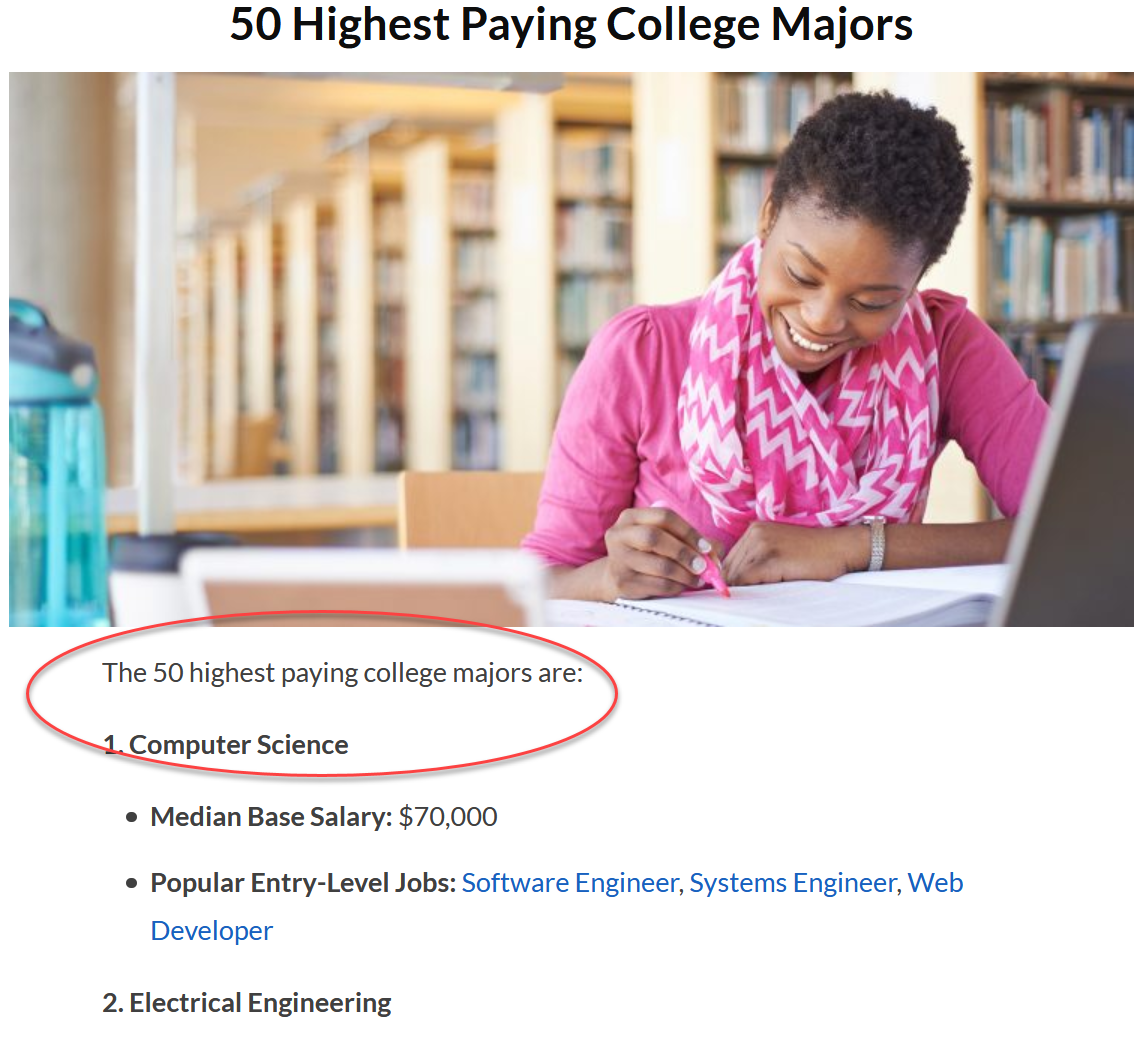 50 Highest Paying College Majors
The 50 highest paying college majors are:
1. Computer Science
Median Base Salary: $70,000
Popular Entry-Level Jobs: Software Engineer, Systems Engineer, Web
Developer
2. Electrical Engineering